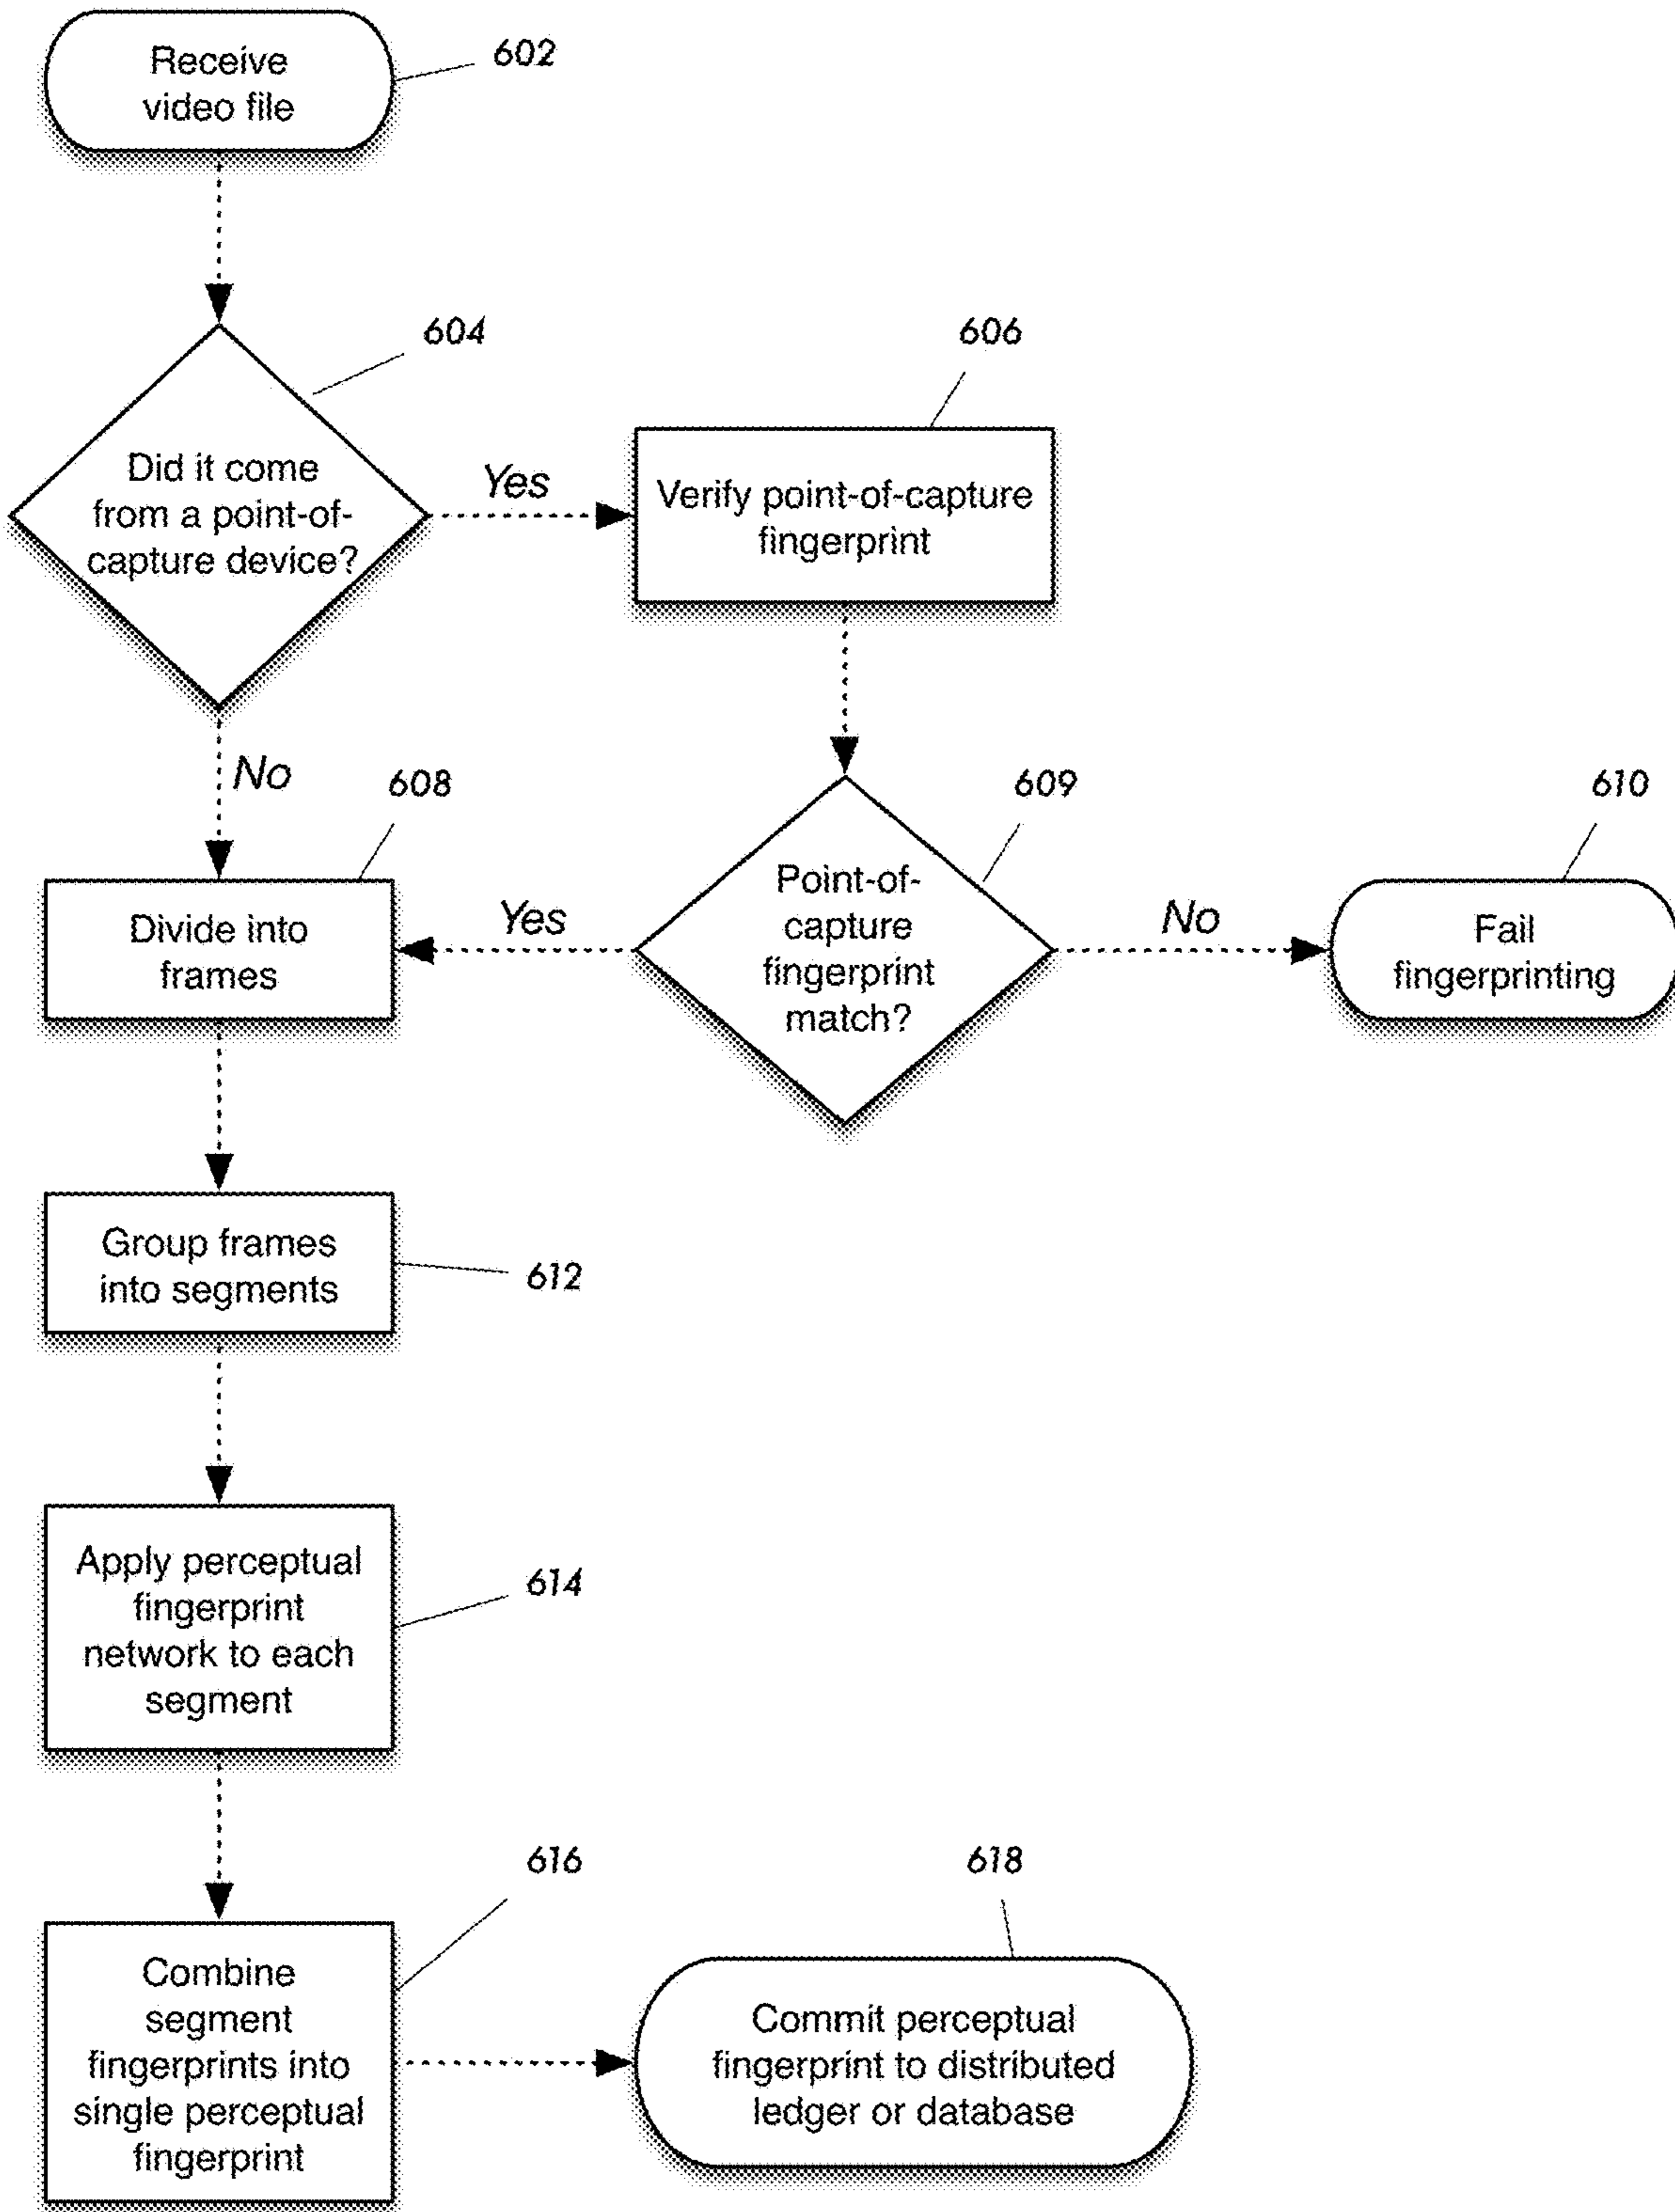 Receive
video file
602
604
Did it come
from a point-of-
capture device?
Yes
606
Verify point-of-capture
fingerprint
No
608
Divide into
frames
Yes
609
Point-of-
capture
fingerprint
match?
No
610
Fail
fingerprinting
Group frames
into segments
612
Apply perceptual
fingerprint
network to each
segment
614
616
Combine
segment
fingerprints into
single perceptual
fingerprint
618
Commit perceptual
fingerprint to distributed
ledger or database